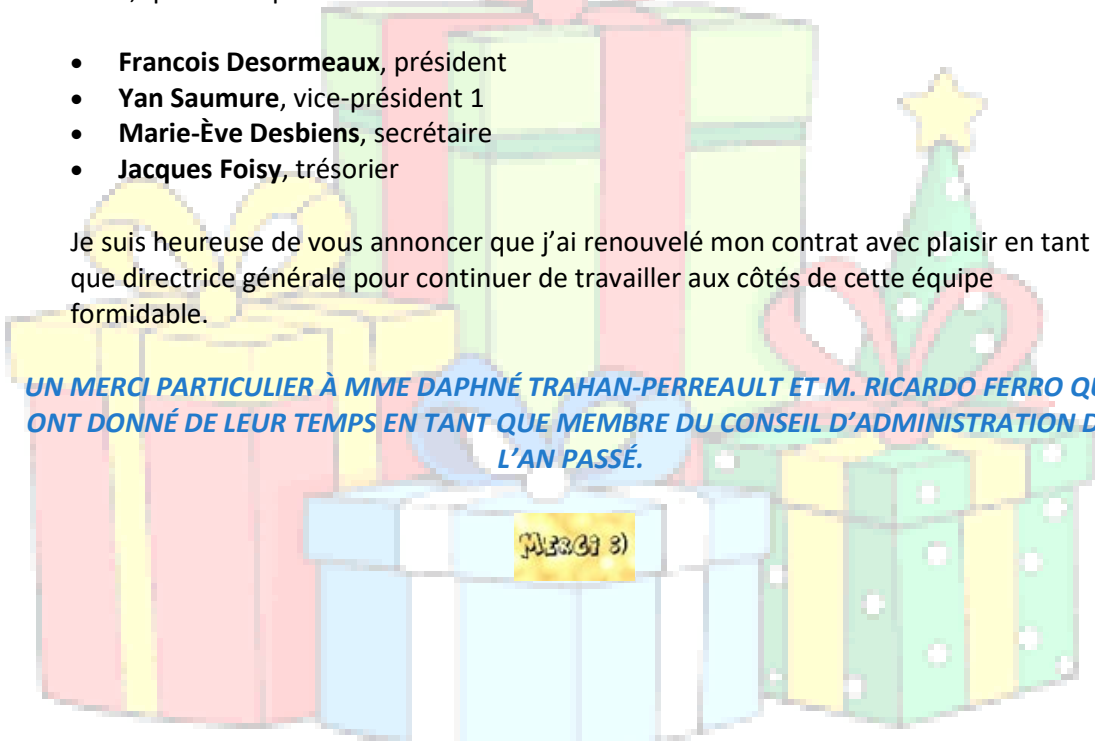 • Francois Desormeaux, président
• Yan Saumure, vice-président 1
• Marie-Ève Desbiens, secrétaire
• Jacques Foisy, trésorier
Je suis heureuse de vous annoncer que j’ai renouvelé mon contrat avec plaisir en tant
que directrice générale pour continuer de travailler aux côtés de cette équipe
formidable.
UN MERCI PARTICULIER À MME DAPHNÉ TRAHAN-PERREAULT ET M. RICARDO FERRO
ONT DONNÉ DE LEUR TEMPS EN TANT QUE MEMBRE DU CONSEIL D’ADMINISTRATION
L’AN PASSÉ.
MERCI :)